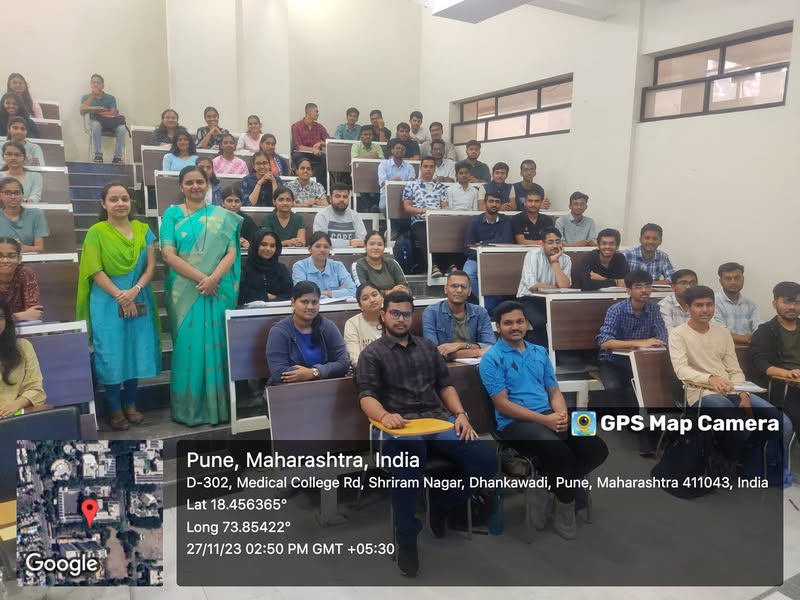 CORE
GPS Map Camera
Pune, Maharashtra, India
D-302, Medical College Rd, Shriram Nagar, Dhankawadi, Pune, Maharashtra 411043, India
Lat 18.456365°
Long 73.85422°
27/11/23 02:50 PM GMT +05:30
Google